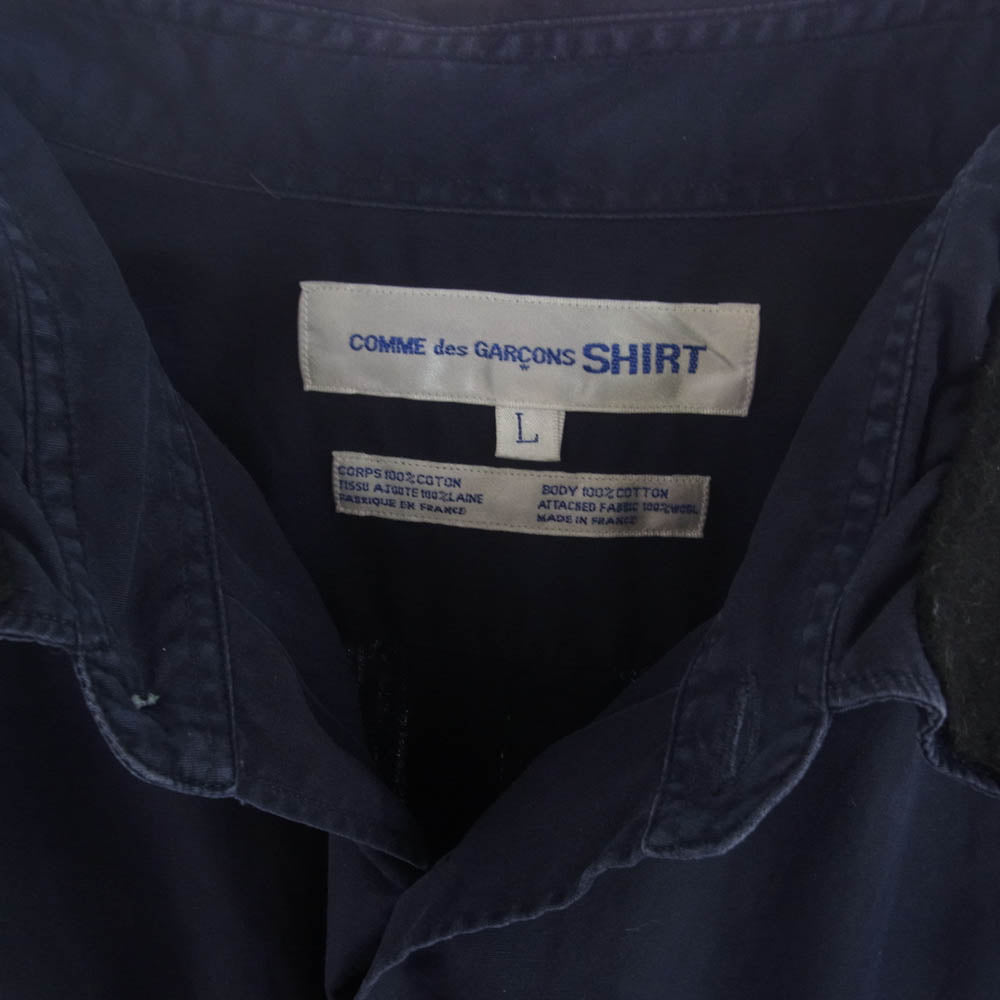 COMME des GARÇONS SHIRT
L
CORPS 100% COTON
TISSU AJOUTE 100% LAINE
FABRIQUE EN FRANCE
BODY 100% COTTON
ATTACHED FABRIC 100% WOOL
MADE IN FRANCE